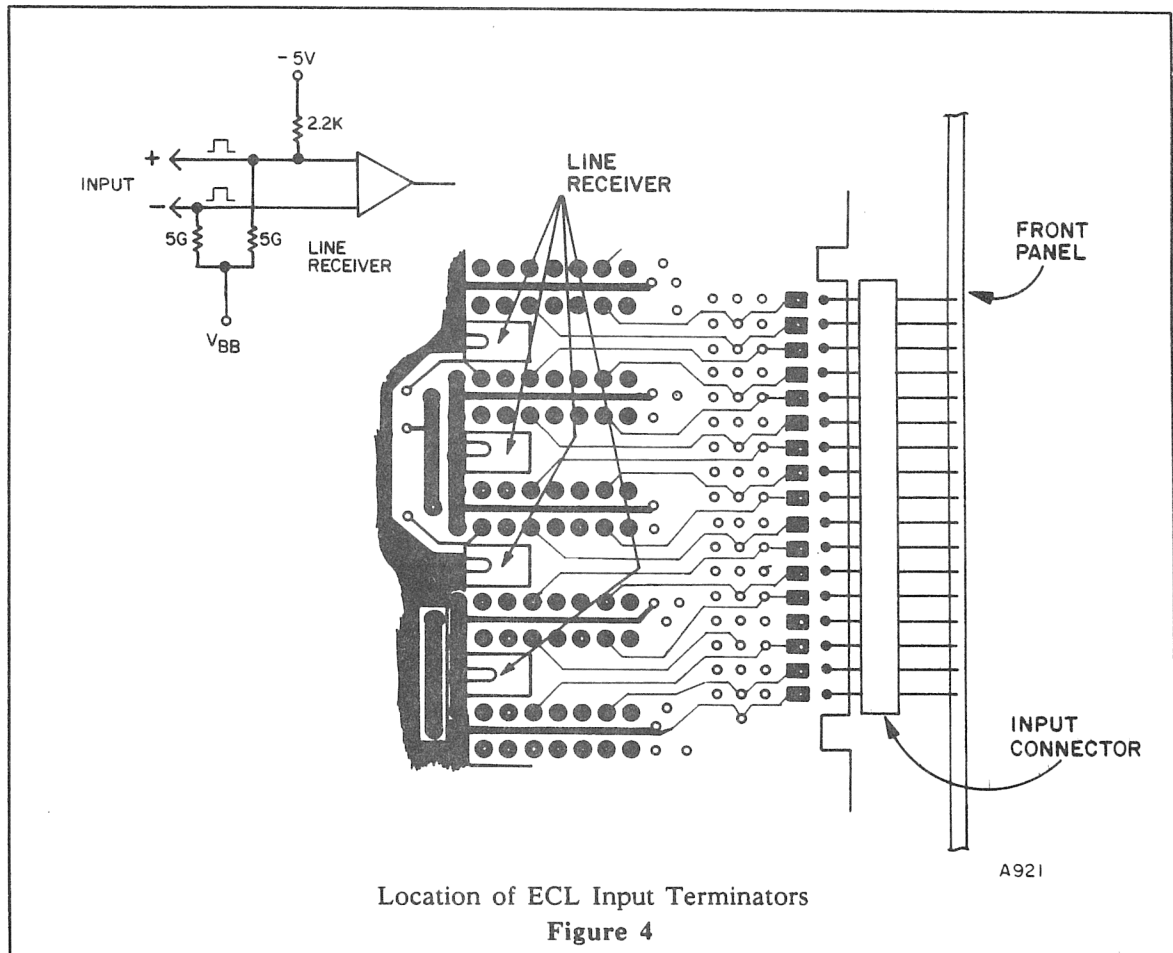 - 5V
2.2K
+
INPUT
-
5G
5G
LINE
RECEIVER
VBB
LINE
RECEIVER
FRONT
PANEL
INPUT
CONNECTOR
A921
Location of ECL Input Terminators
Figure 4